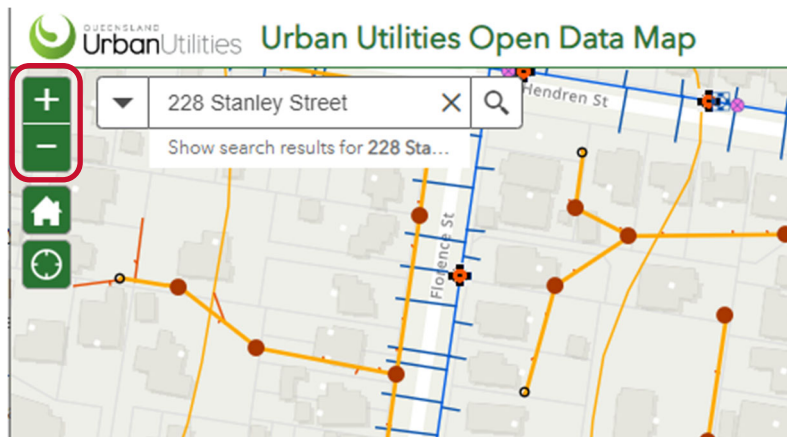 QUEENSLAND
UrbanUtilities
Urban Utilities Open Data Map
+
228 Stanley Street
Hendren St
−
Show search results for 228 Sta...
Florence St